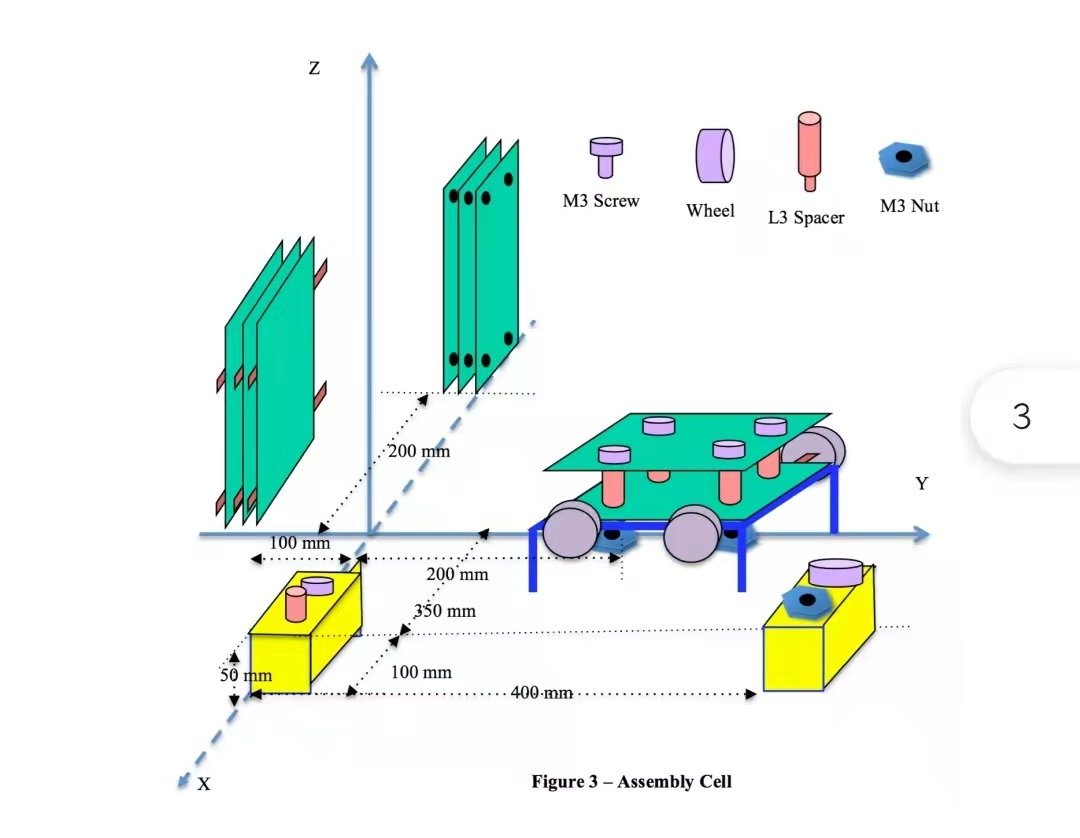 Z
M3 Screw
Wheel
L3 Spacer
M3 Nut
3
200 mm
Y
100 mm
200 mm
350 mm
50 mm
100 mm
400 mm
X
Figure 3 – Assembly Cell